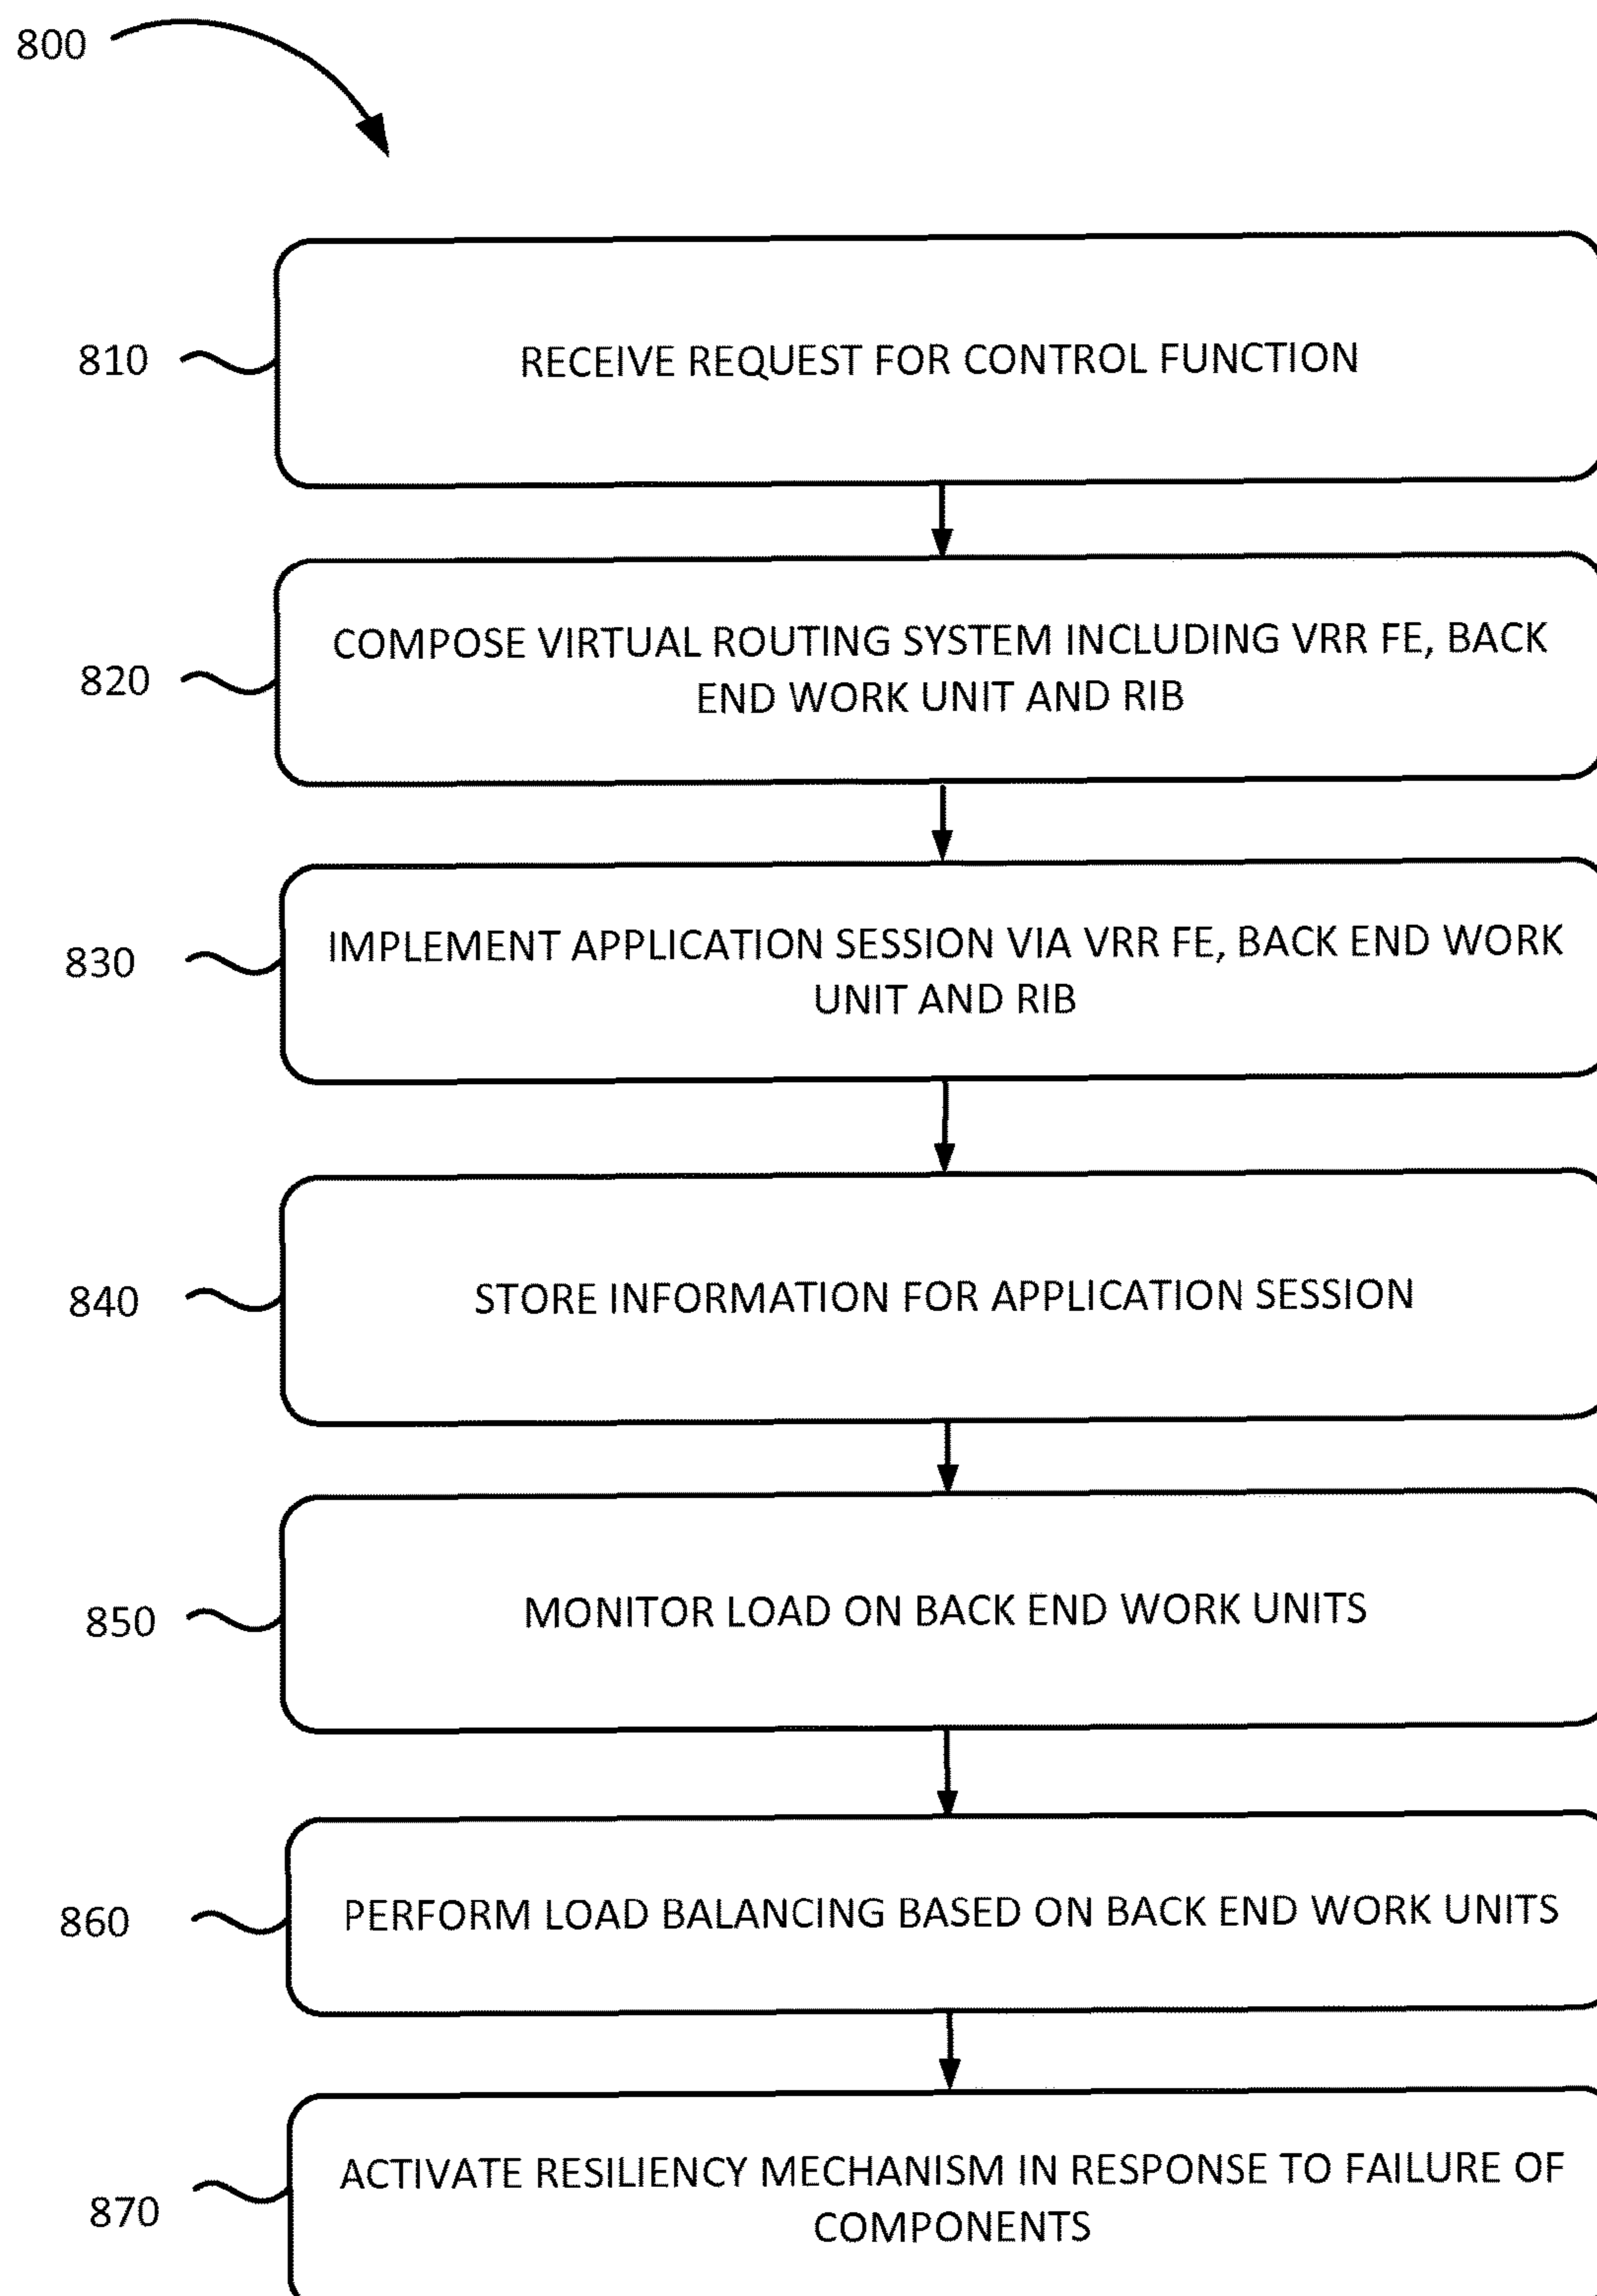 800
810
RECEIVE REQUEST FOR CONTROL FUNCTION
820
COMPOSE VIRTUAL ROUTING SYSTEM INCLUDING VRR FE, BACK
END WORK UNIT AND RIB
830
IMPLEMENT APPLICATION SESSION VIA VRR FE, BACK END WORK
UNIT AND RIB
840
STORE INFORMATION FOR APPLICATION SESSION
850
MONITOR LOAD ON BACK END WORK UNITS
860
PERFORM LOAD BALANCING BASED ON BACK END WORK UNITS
870
ACTIVATE RESILIENCY MECHANISM IN RESPONSE TO FAILURE OF
COMPONENTS